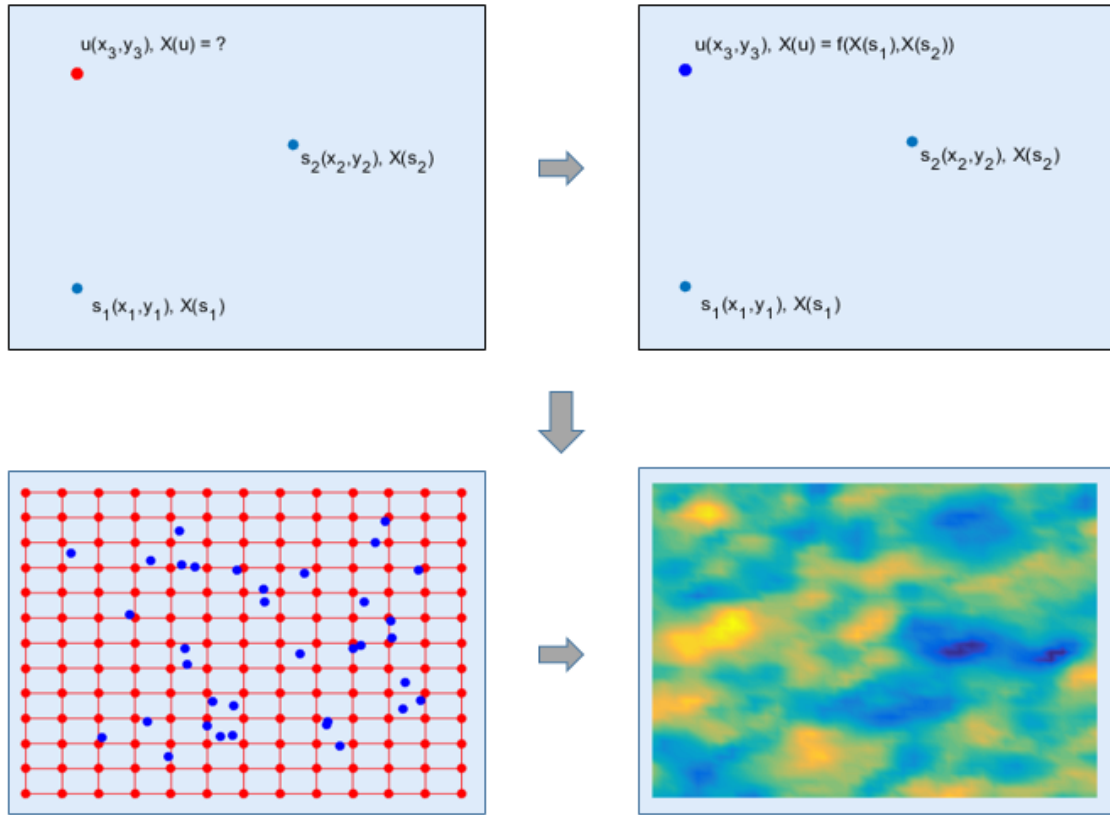 u(x₃,y₃), X(u) = ?
s₂(x₂,y₂), X(s₂)
s₁(x₁,y₁), X(s₁)
u(x₃,y₃), X(u) = f(X(s₁),X(s₂))
s₂(x₂,y₂), X(s₂)
s₁(x₁,y₁), X(s₁)